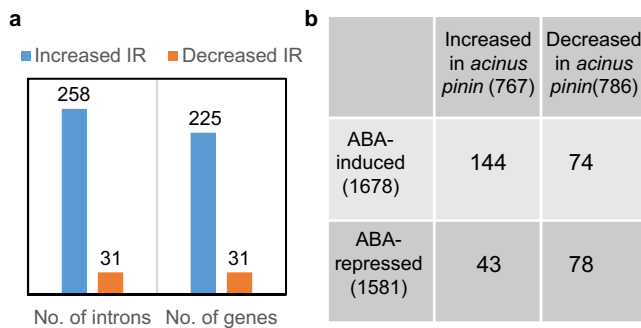 a
Increased IR
Decreased IR
258
225
31
31
No. of introns
No. of genes
b
Increased
in acinus
pinin (767)
Decreased
in acinus
pinin(786)
ABA-
induced
(1678)
144
74
ABA-
repressed
(1581)
43
78